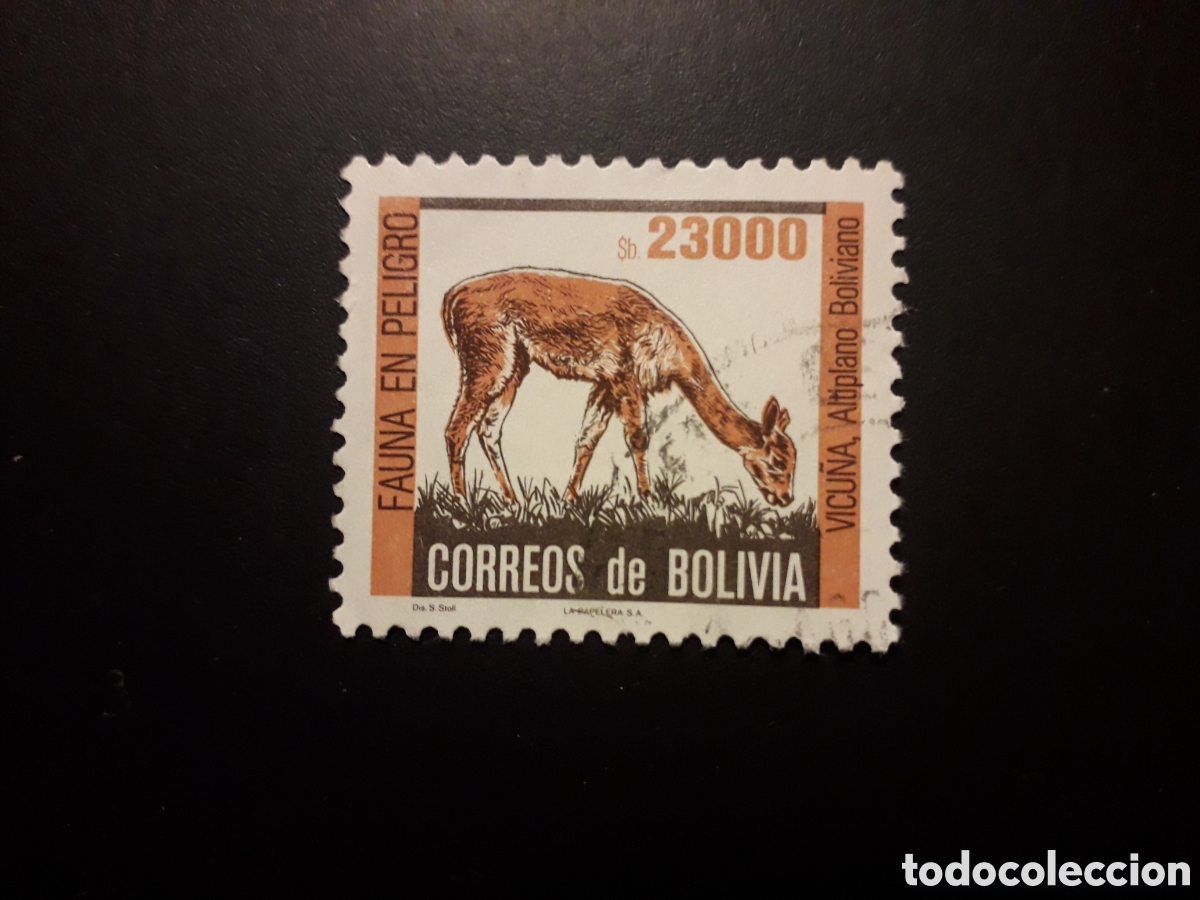 FAUNA EN PELIGRO
$b. 23000
VICUÑA, Altiplano Boliviano
CORREOS de BOLIVIA
Dis. S. Stoll.
LA PAPELERA S.A.
todocoleccion